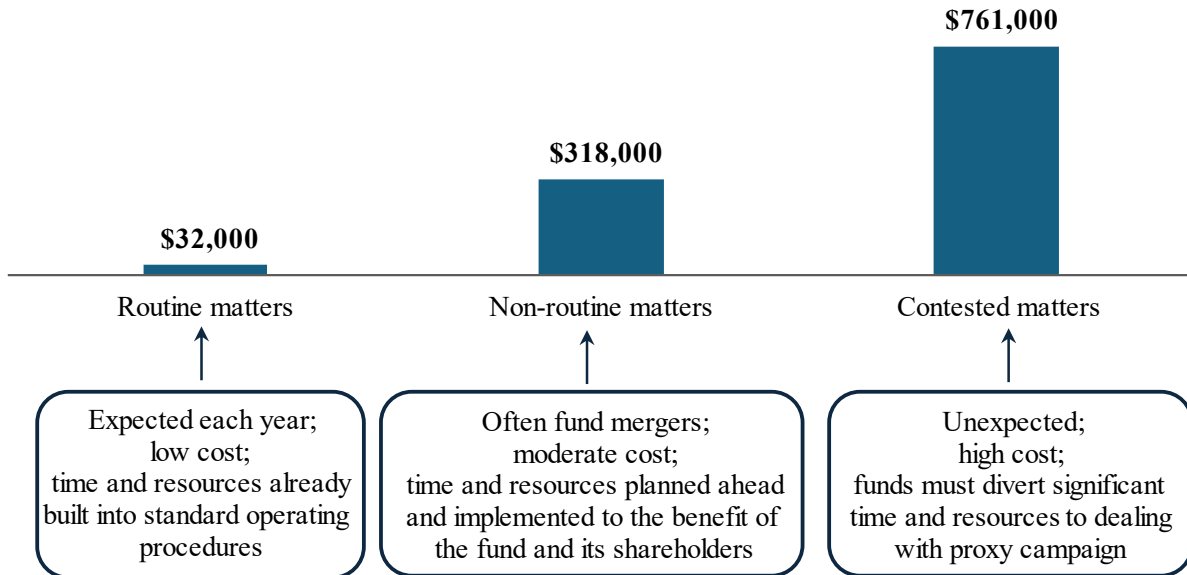 $761,000
$318,000
$32,000
Routine matters
Non-routine matters
Contested matters
Expected each year;
low cost;
time and resources already
built into standard operating
procedures
Often fund mergers;
moderate cost;
time and resources planned ahead
and implemented to the benefit of
the fund and its shareholders
Unexpected;
high cost;
funds must divert significant
time and resources to dealing
with proxy campaign